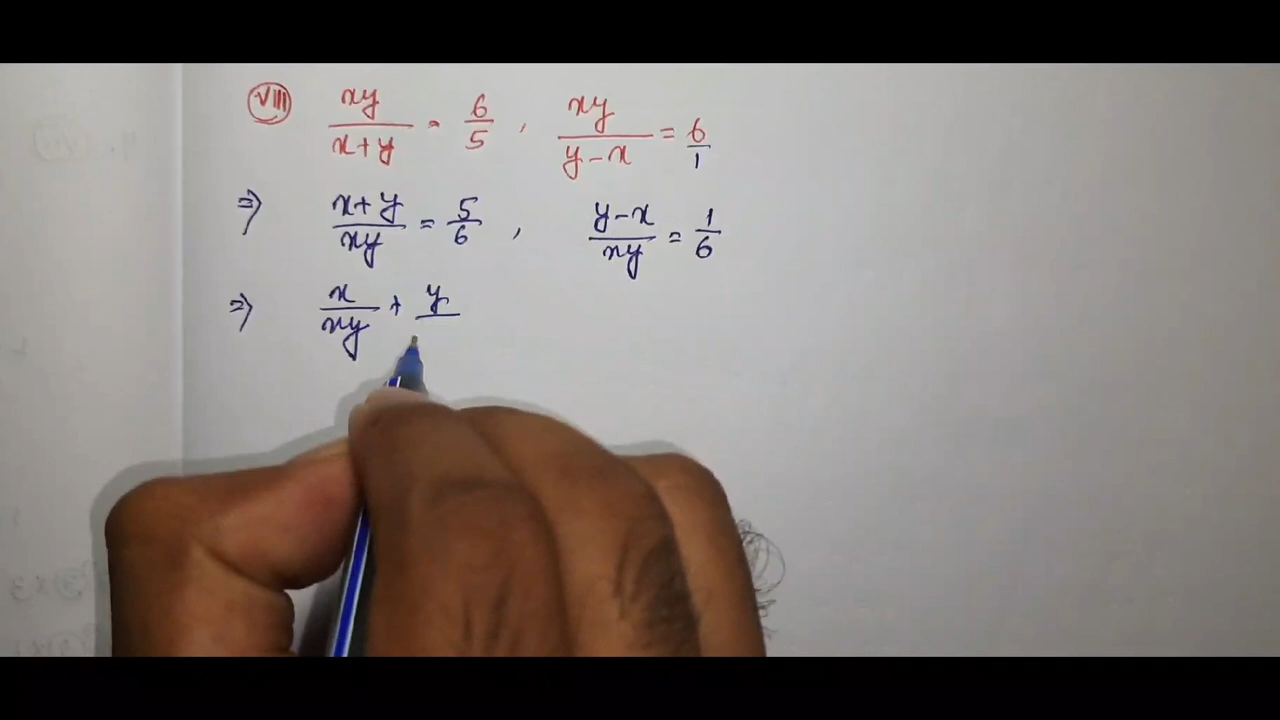 (VIII) xy/(x+y) = 6/5 , xy/(y-x) = 6/1
⇒ (x+y)/xy = 5/6 , (y-x)/xy = 1/6
⇒ x/xy + y/